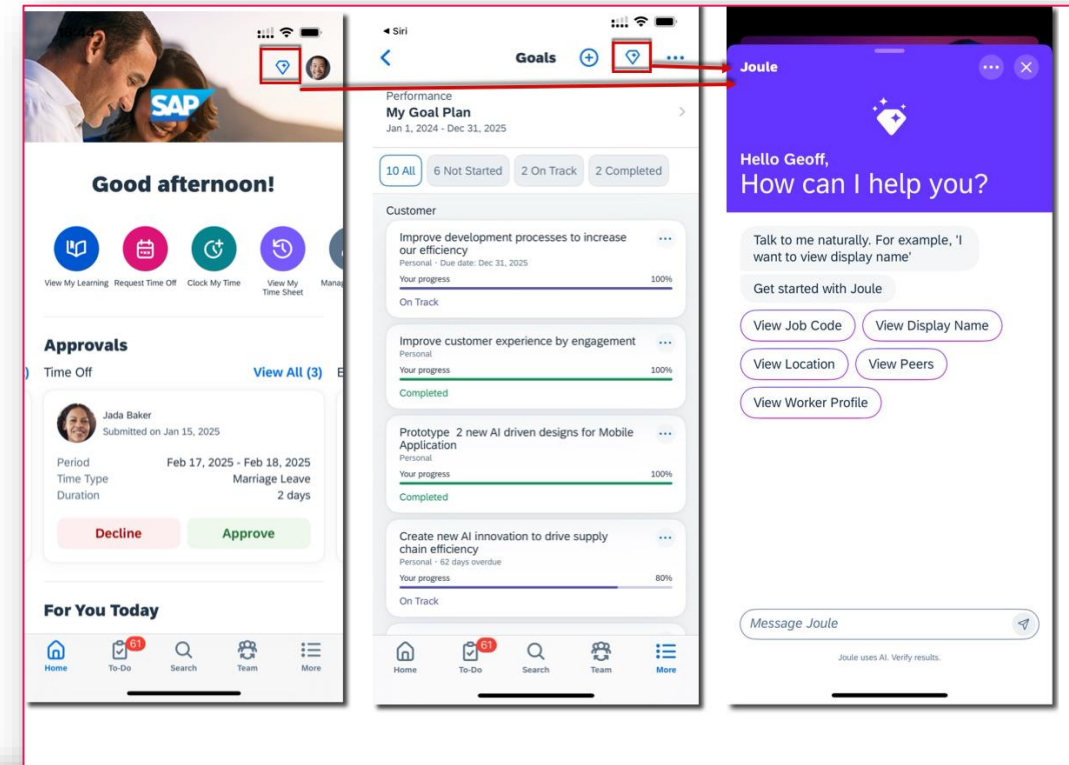 SAP
Good afternoon!
View My Learning
Request Time Off
Clock My Time
View My
Time Sheet
Approvals
Time Off
View All (3)
Jada Baker
Submitted on Jan 15, 2025
Period
Feb 17, 2025 - Feb 18, 2025
Time Type
Marriage Leave
Duration
2 days
Decline
Approve
For You Today
61
Home
To-Do
Search
Team
More
Siri
Goals
Performance
My Goal Plan
Jan 1, 2024 - Dec 31, 2025
10 All
6 Not Started
2 On Track
2 Completed
Customer
Improve development processes to increase
our efficiency
Personal · Due date: Dec 31, 2025
Your progress
100%
On Track
Improve customer experience by engagement
Personal
Your progress
100%
Completed
Prototype 2 new AI driven designs for Mobile
Application
Personal
Your progress
100%
Completed
Create new AI innovation to drive supply
chain efficiency
Personal · 62 days overdue
Your progress
80%
On Track
61
Home
To-Do
Search
Team
More
Joule
Hello Geoff,
How can I help you?
Talk to me naturally. For example, 'I
want to view display name'
Get started with Joule
View Job Code
View Display Name
View Location
View Peers
View Worker Profile
Message Joule
Joule uses AI. Verify results.